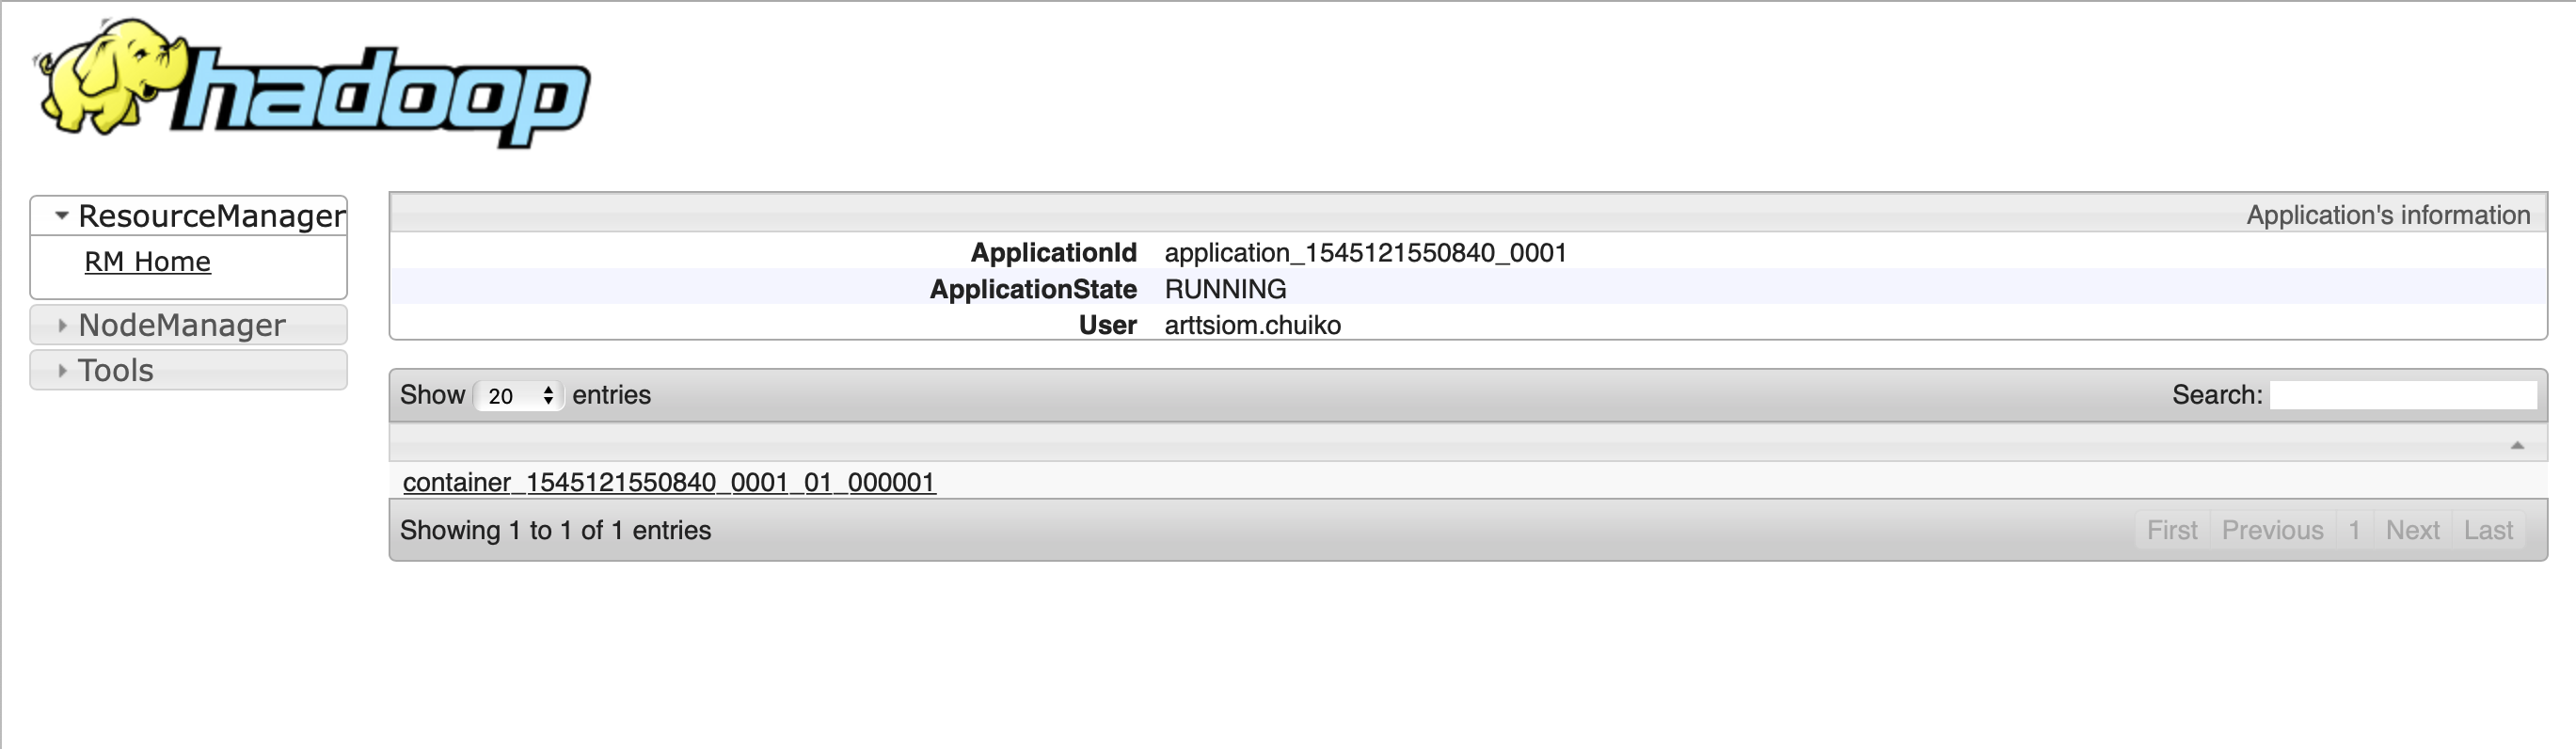 hadoop
ResourceManager
RM Home
NodeManager
Tools
Application's information
ApplicationId application_1545121550840_0001
ApplicationState RUNNING
User arttsiom.chuiko
Show 20 entries Search:
container_1545121550840_0001_01_000001
Showing 1 to 1 of 1 entries First Previous 1 Next Last